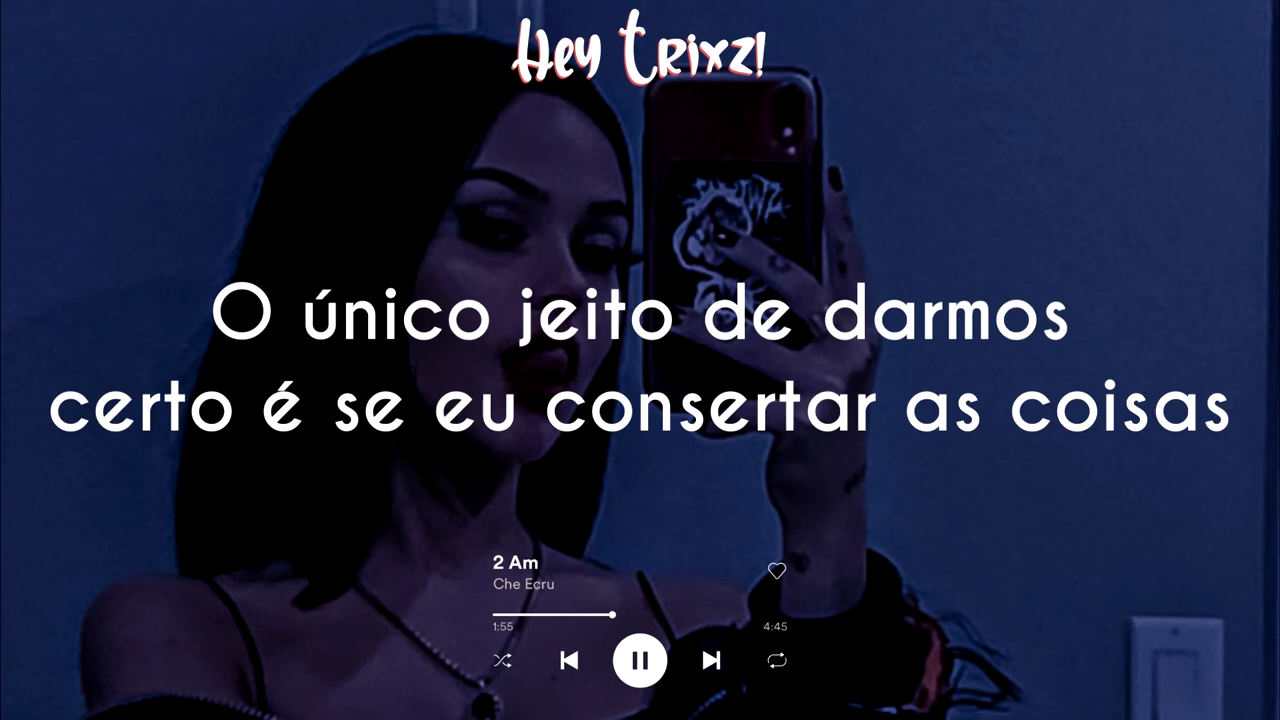 Hey Trixz!
O único jeito de darmos
certo é se eu consertar as coisas
2 Am
Che Ecru
1:55
4:45